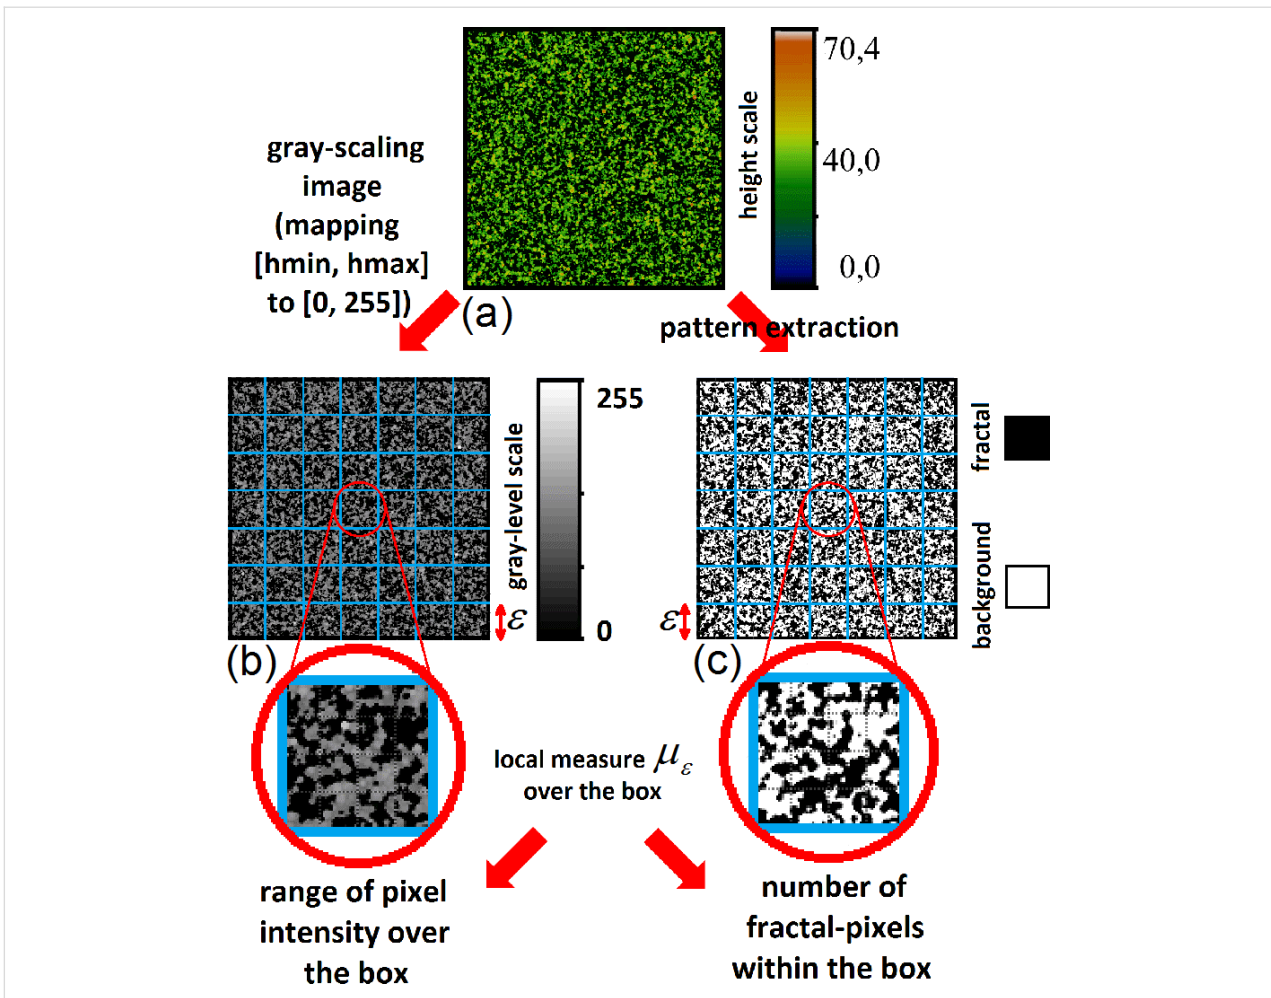 gray-scaling
image
(mapping
[hmin, hmax]
to [0, 255])
height scale
70,4
40,0
0,0
(a)
pattern extraction
gray-level scale
255
0
ε
(b)
ε
(c)
fractal
background
local measure με
over the box
range of pixel
intensity over
the box
number of
fractal-pixels
within the box